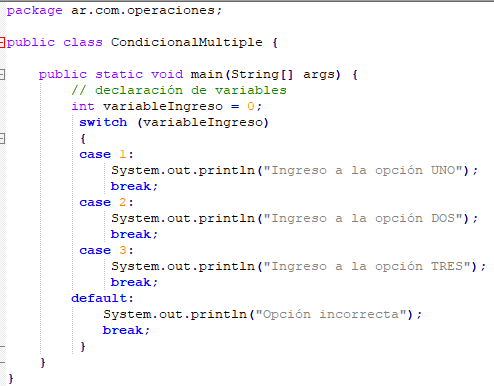 package ar.com.operaciones;
public class CondicionalMultiple {
public static void main(String[] args) {
// declaración de variables
int variableIngreso = 0;
switch (variableIngreso)
{
case 1:
System.out.println("Ingreso a la opción UNO");
break;
case 2:
System.out.println("Ingreso a la opción DOS");
break;
case 3:
System.out.println("Ingreso a la opción TRES");
break;
default:
System.out.println("Opción incorrecta");
break;
}
}
}